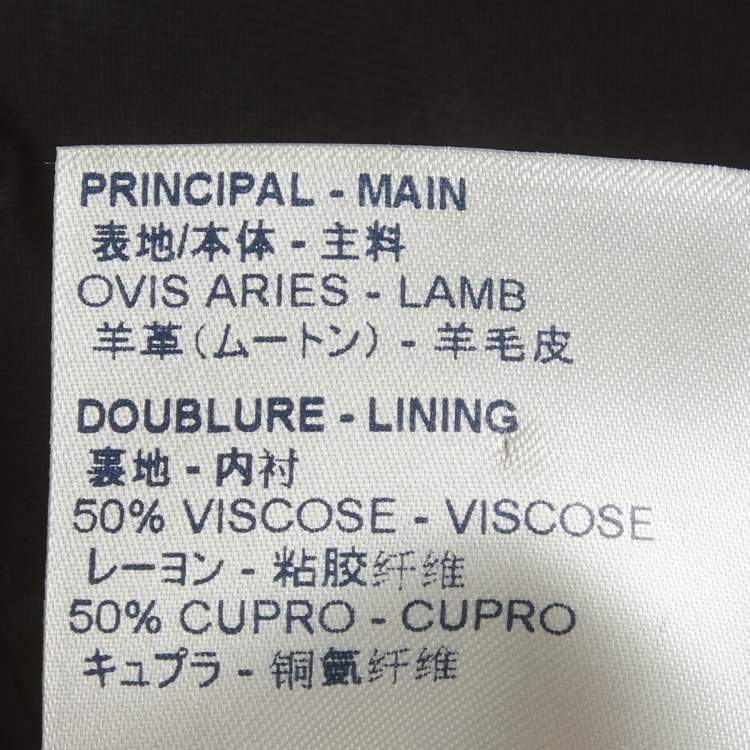 PRINCIPAL - MAIN
表地/本体 - 主料
OVIS ARIES - LAMB
羊革(ムートン) - 羊毛皮
DOUBLURE - LINING
裏地 - 内衬
50% VISCOSE - VISCOSE
レーヨン - 粘胶纤维
50% CUPRO - CUPRO
キュプラ - 铜氨纤维